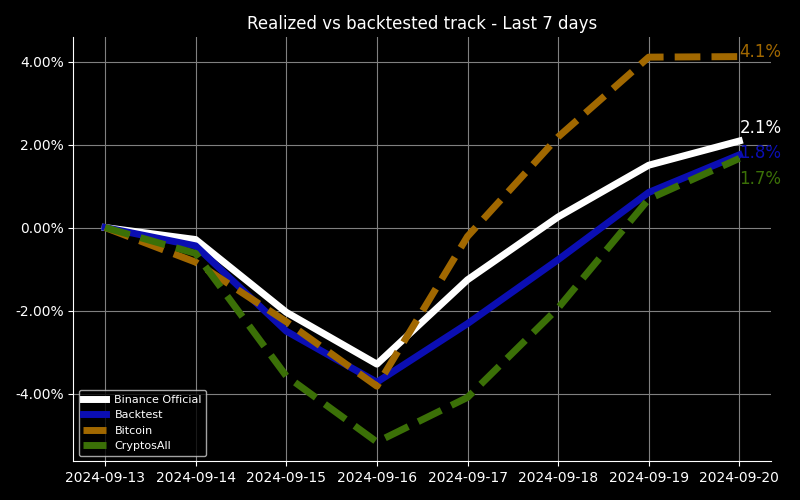 Realized vs backtested track - Last 7 days
4.00%
2.00%
0.00%
-2.00%
-4.00%
4.1%
2.1%
1.8%
1.7%
Binance Official
Backtest
Bitcoin
CryptosAll
2024-09-13 2024-09-14 2024-09-15 2024-09-16 2024-09-17 2024-09-18 2024-09-19 2024-09-20